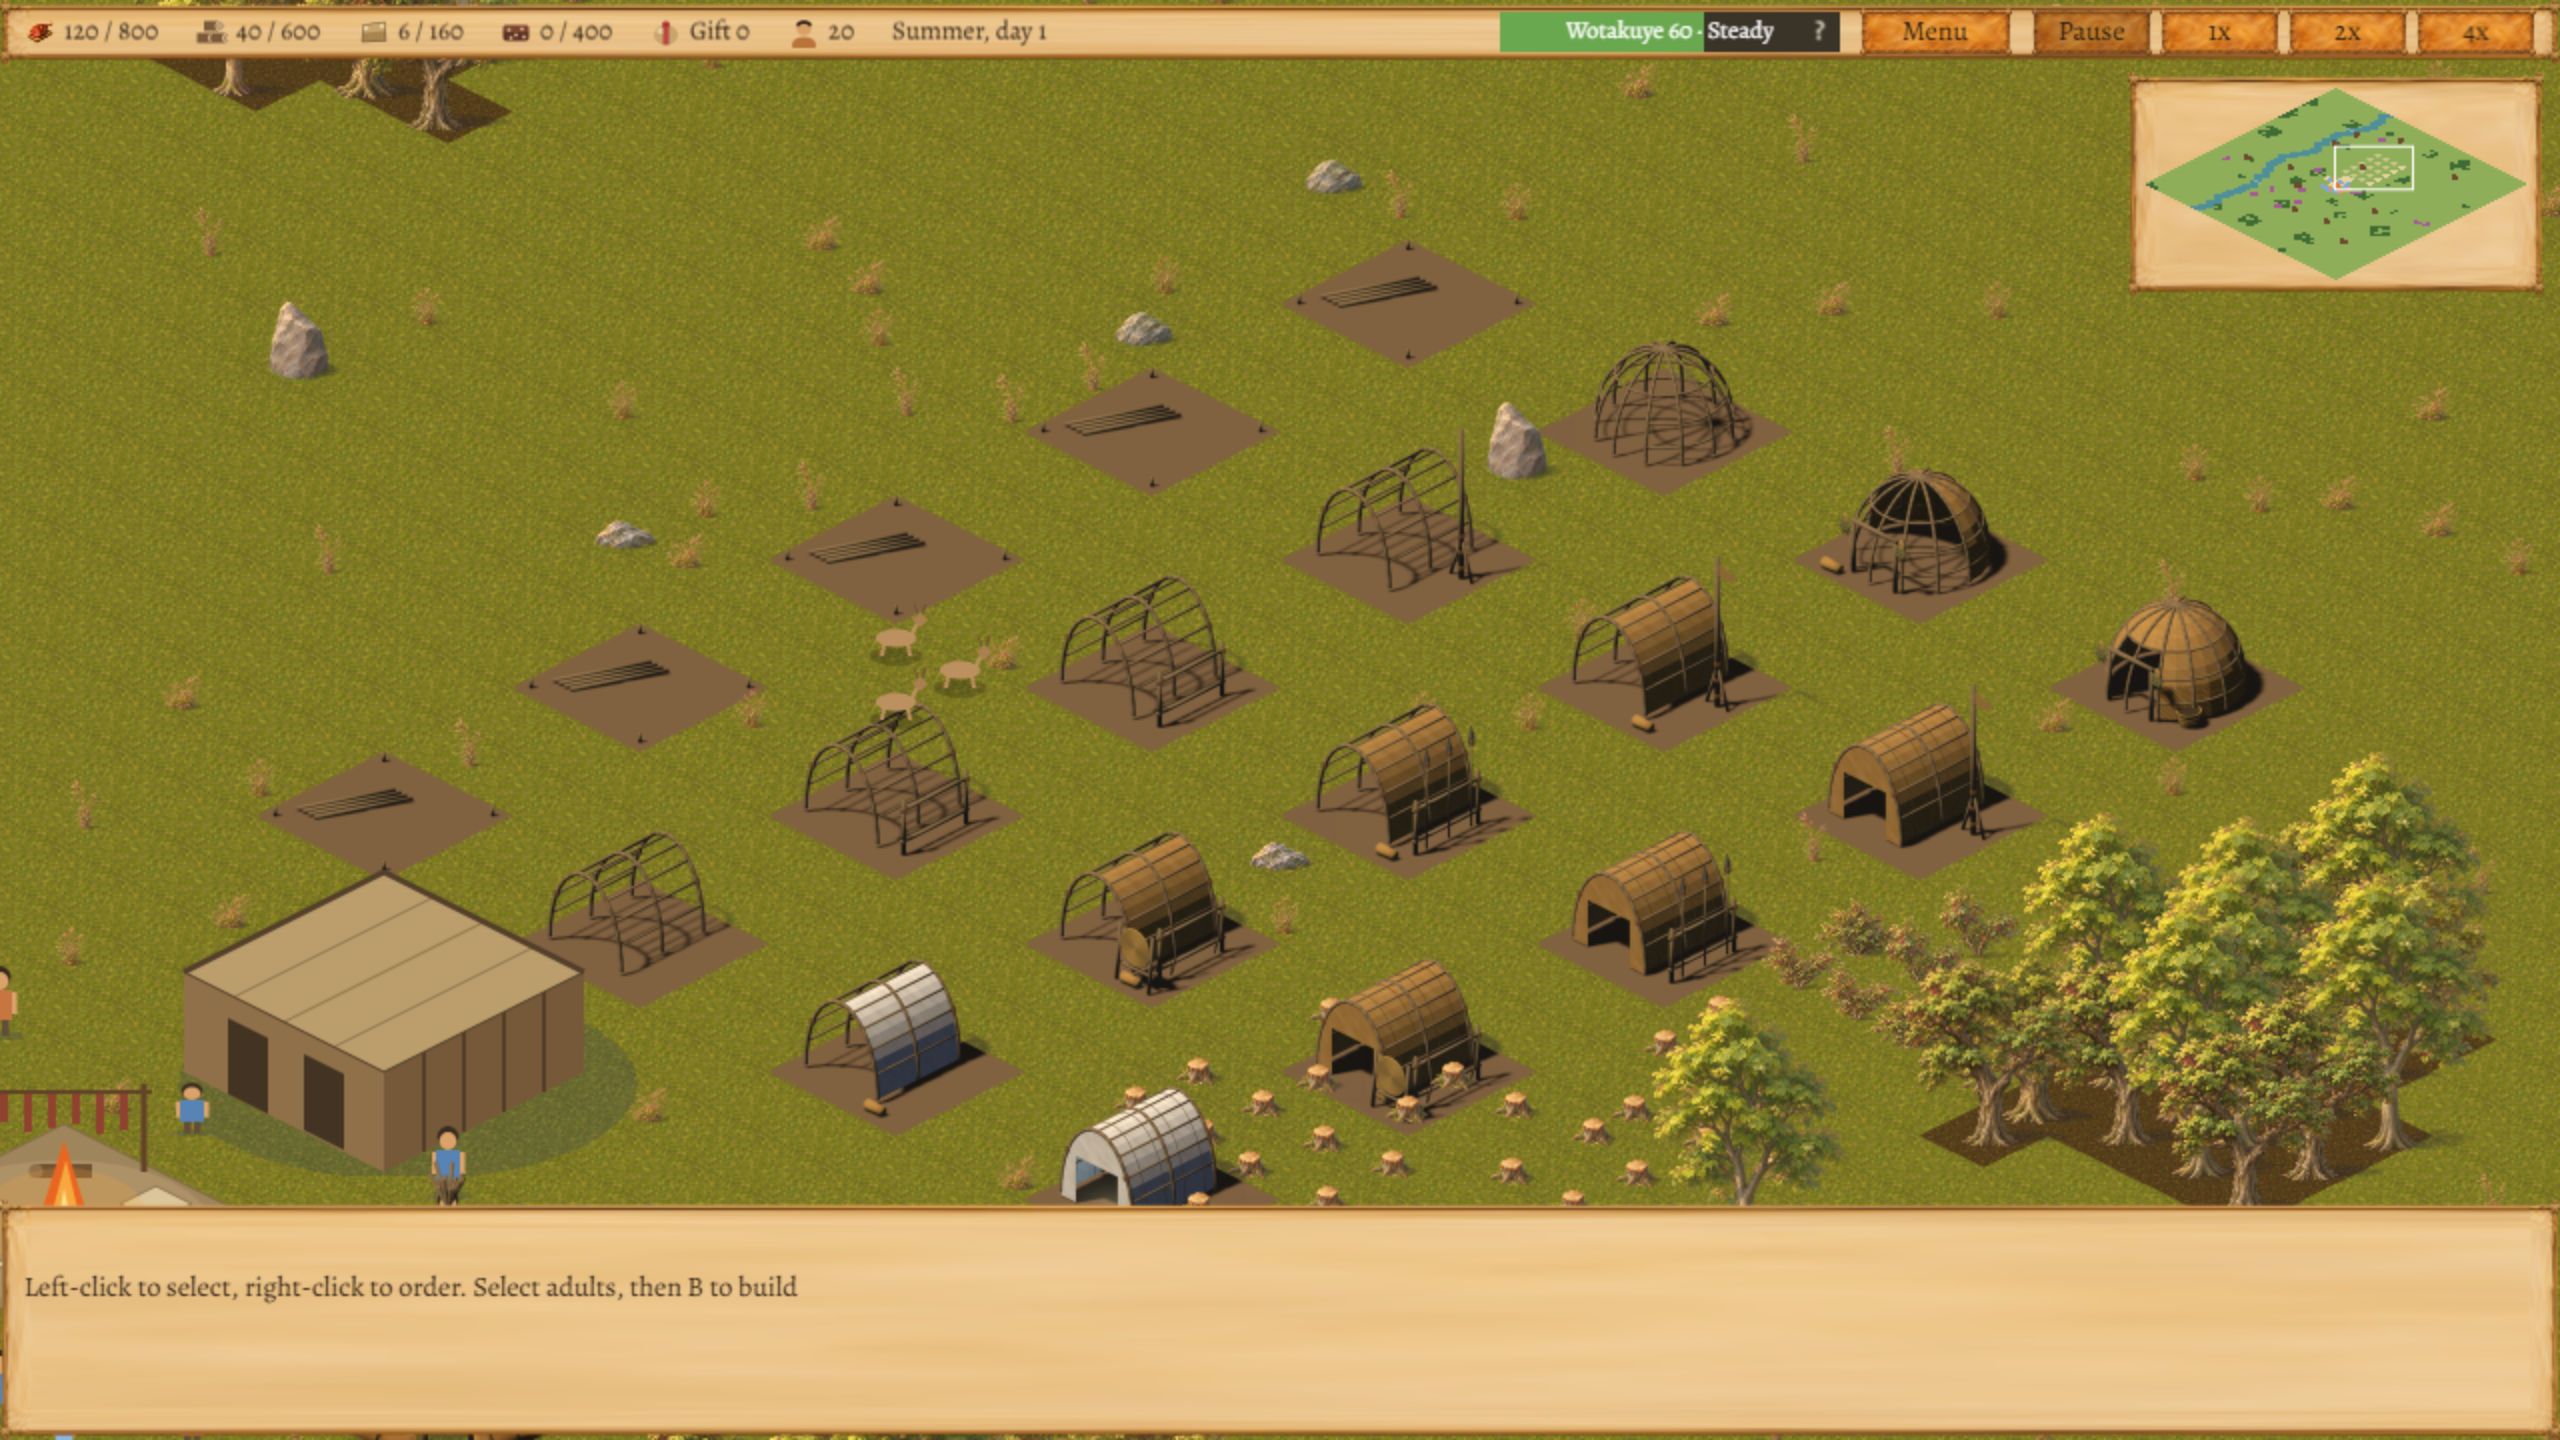 120 / 800 40 / 600 6 / 160 0 / 400 Gift 0 20 Summer, day 1 Wotakuye 60 · Steady ? Menu Pause 1x 2x 4x
Left-click to select, right-click to order. Select adults, then B to build